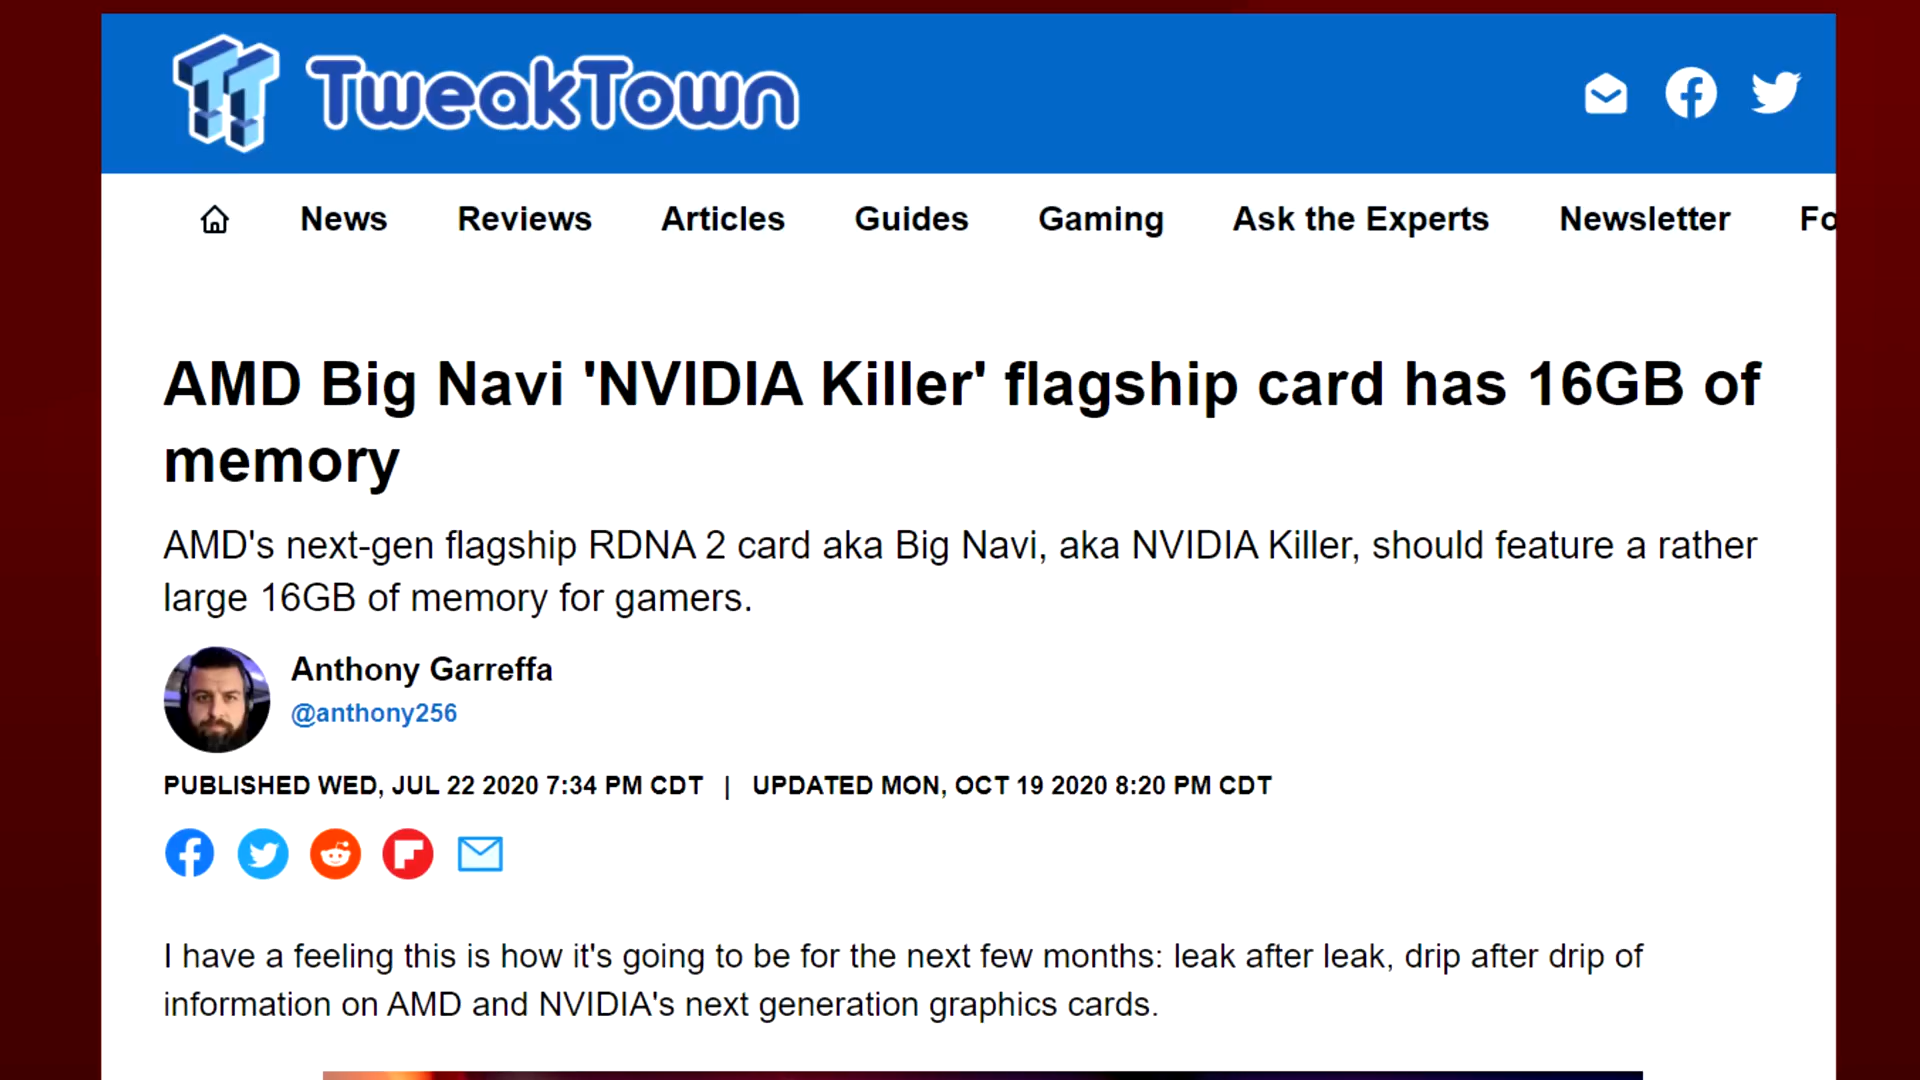 TweakTown
News Reviews Articles Guides Gaming Ask the Experts Newsletter Fo
AMD Big Navi 'NVIDIA Killer' flagship card has 16GB of
memory
AMD's next-gen flagship RDNA 2 card aka Big Navi, aka NVIDIA Killer, should feature a rather
large 16GB of memory for gamers.
Anthony Garreffa
@anthony256
PUBLISHED WED, JUL 22 2020 7:34 PM CDT | UPDATED MON, OCT 19 2020 8:20 PM CDT
I have a feeling this is how it's going to be for the next few months: leak after leak, drip after drip of
information on AMD and NVIDIA's next generation graphics cards.